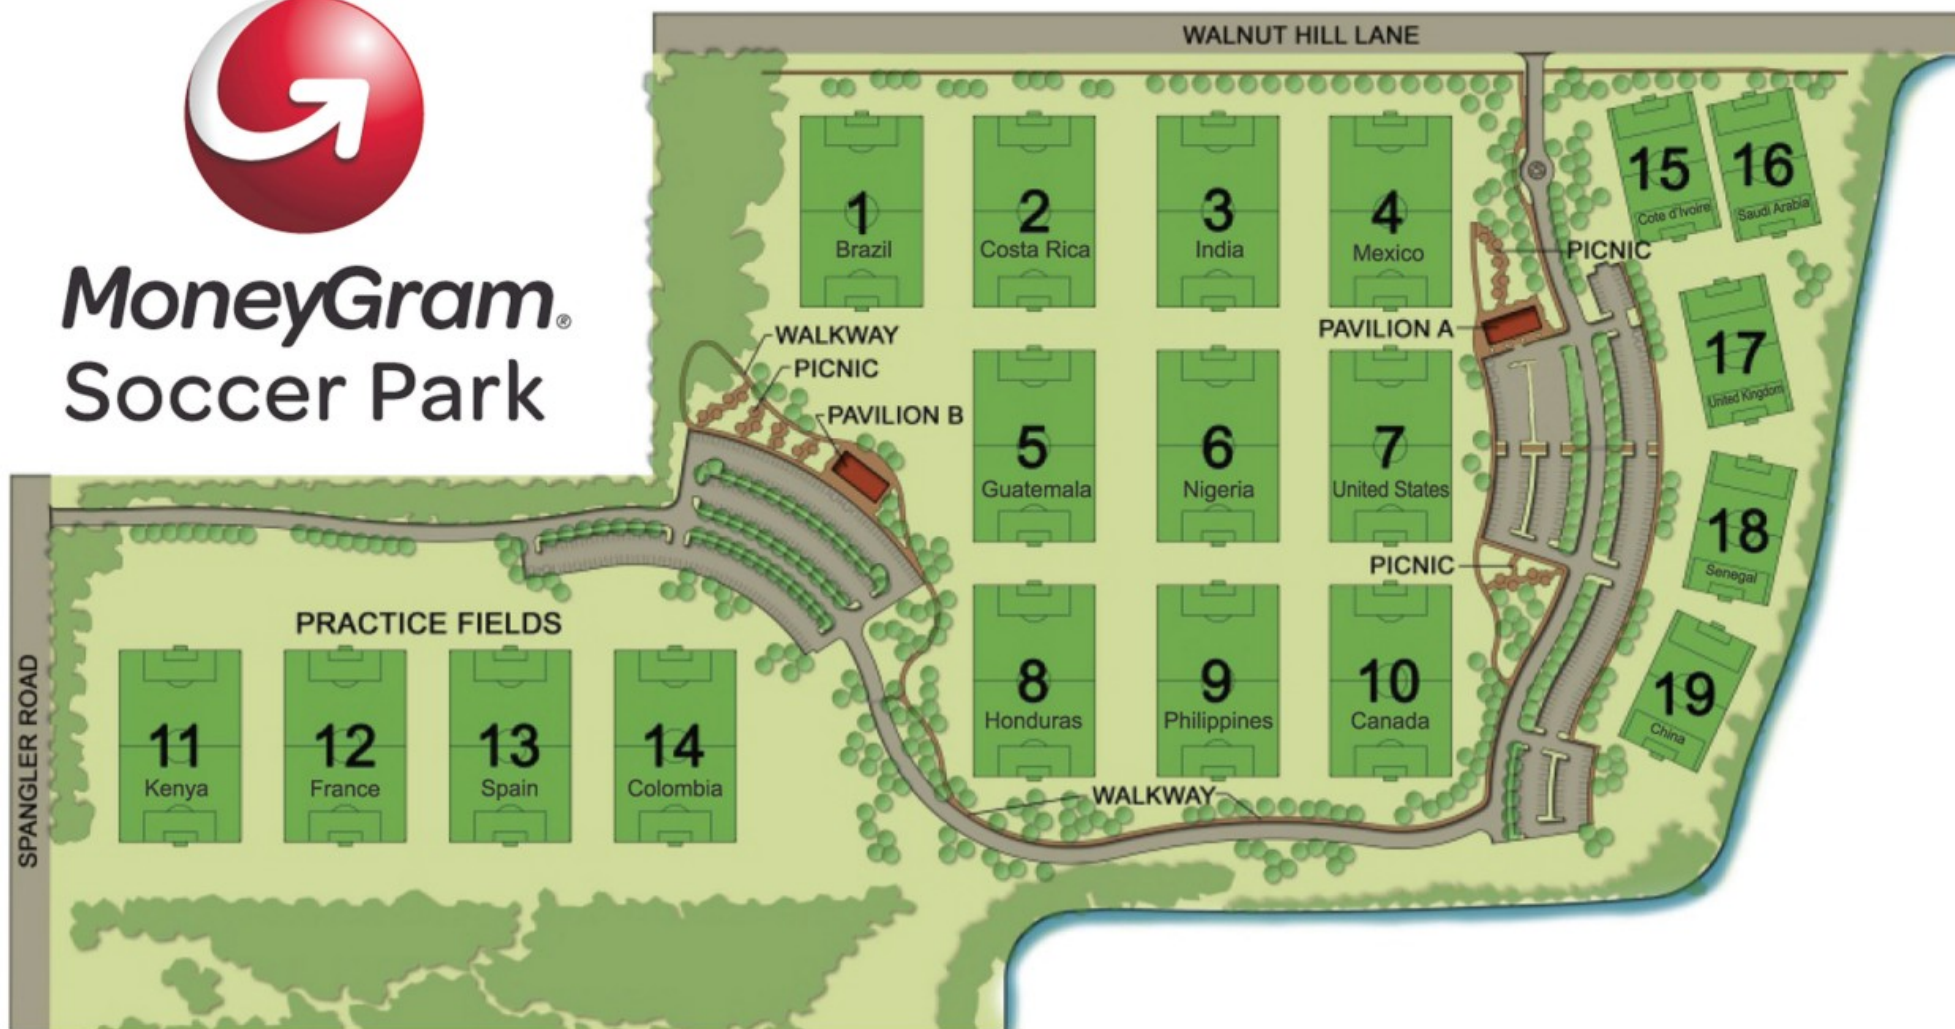 WALNUT HILL LANE
MoneyGram®
Soccer Park
1
Brazil
2
Costa Rica
3
India
4
Mexico
15
Cote d'Ivoire
16
Saudi Arabia
PICNIC
PAVILION A
WALKWAY
PICNIC
PAVILION B
17
United Kingdom
5
Guatemala
6
Nigeria
7
United States
18
Senegal
PICNIC
PRACTICE FIELDS
8
Honduras
9
Philippines
10
Canada
19
China
SPANGLER ROAD
11
Kenya
12
France
13
Spain
14
Colombia
WALKWAY